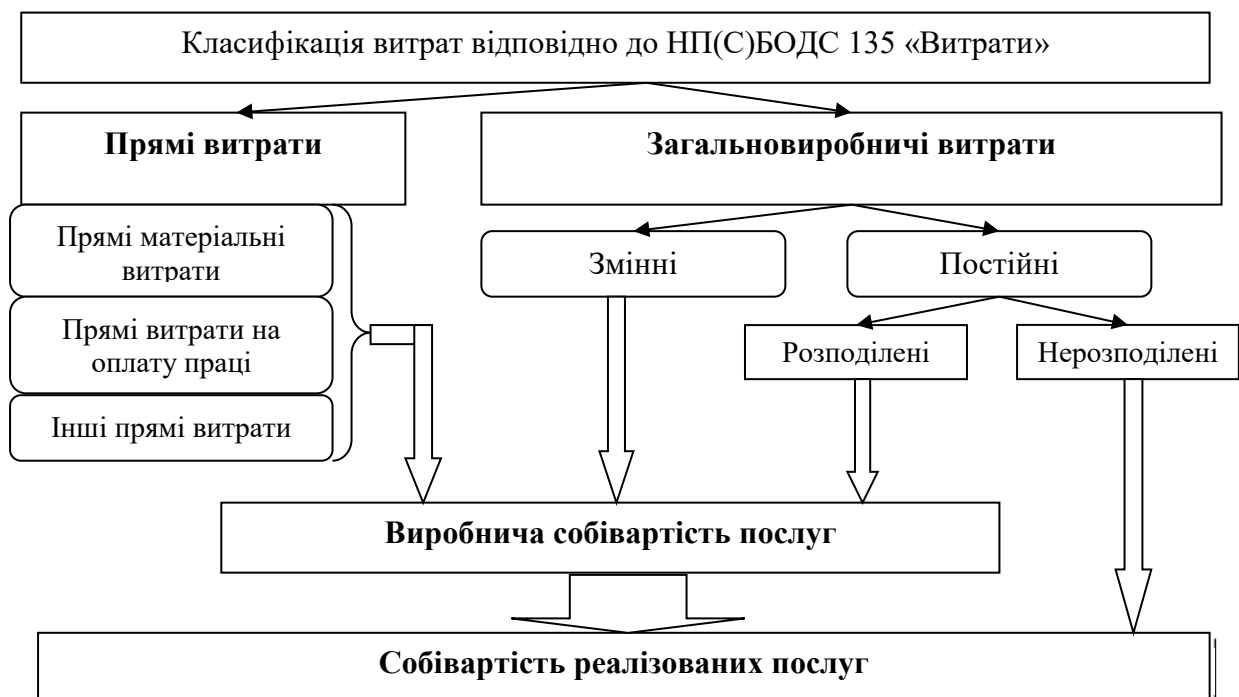 Класифікація витрат відповідно до НП(С)БОДС 135 «Витрати»
Прямі витрати
Загальновиробничі витрати
Прямі матеріальні
витрати
Прямі витрати на
оплату праці
Інші прямі витрати
Змінні
Постійні
Розподілені
Нерозподілені
Виробнича собівартість послуг
Собівартість реалізованих послуг